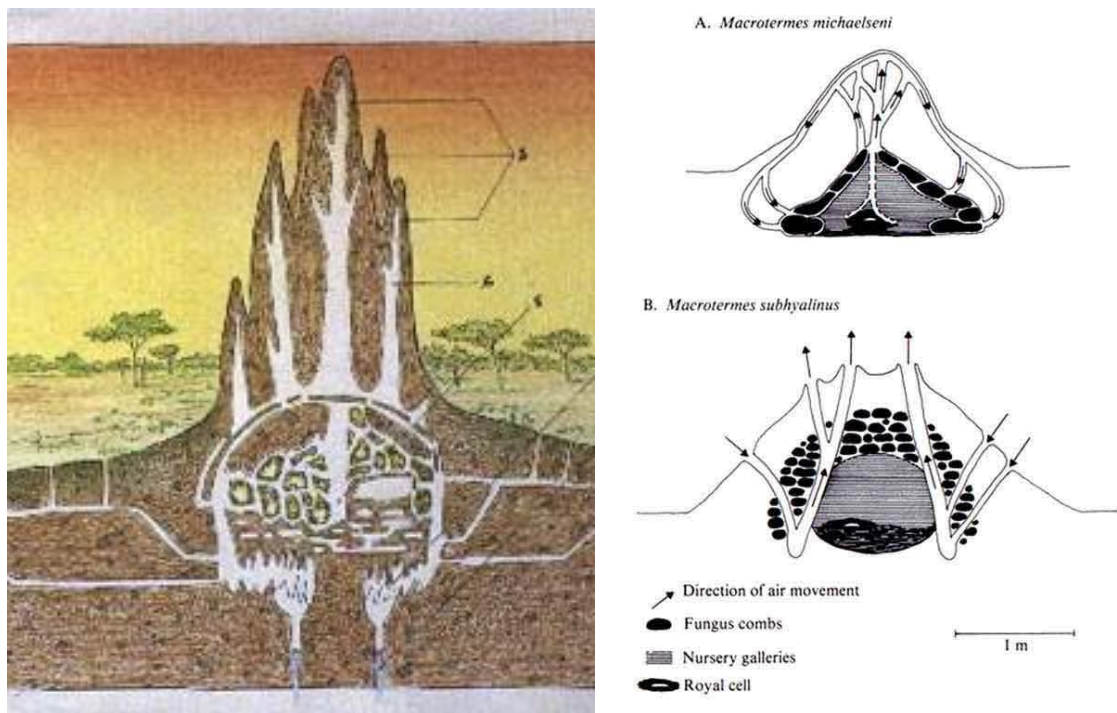 A. Macrotermes michaelseni
B. Macrotermes subhyalinus
Direction of air movement
Fungus combs
Nursery galleries
Royal cell
1 m